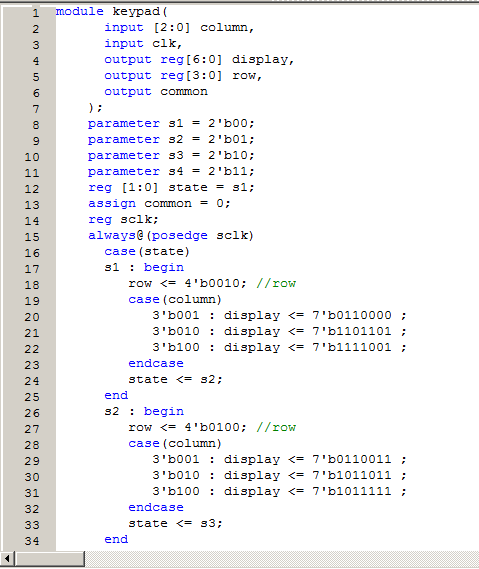 1 module keypad(
2 input [2:0] column,
3 input clk,
4 output reg[6:0] display,
5 output reg[3:0] row,
6 output common
7 );
8 parameter s1 = 2'b00;
9 parameter s2 = 2'b01;
10 parameter s3 = 2'b10;
11 parameter s4 = 2'b11;
12 reg [1:0] state = s1;
13 assign common = 0;
14 reg sclk;
15 always@(posedge sclk)
16 case(state)
17 s1 : begin
18 row <= 4'b0010; //row
19 case(column)
20 3'b001 : display <= 7'b0110000 ;
21 3'b010 : display <= 7'b1101101 ;
22 3'b100 : display <= 7'b1111001 ;
23 endcase
24 state <= s2;
25 end
26 s2 : begin
27 row <= 4'b0100; //row
28 case(column)
29 3'b001 : display <= 7'b0110011 ;
30 3'b010 : display <= 7'b1011011 ;
31 3'b100 : display <= 7'b1011111 ;
32 endcase
33 state <= s3;
34 end